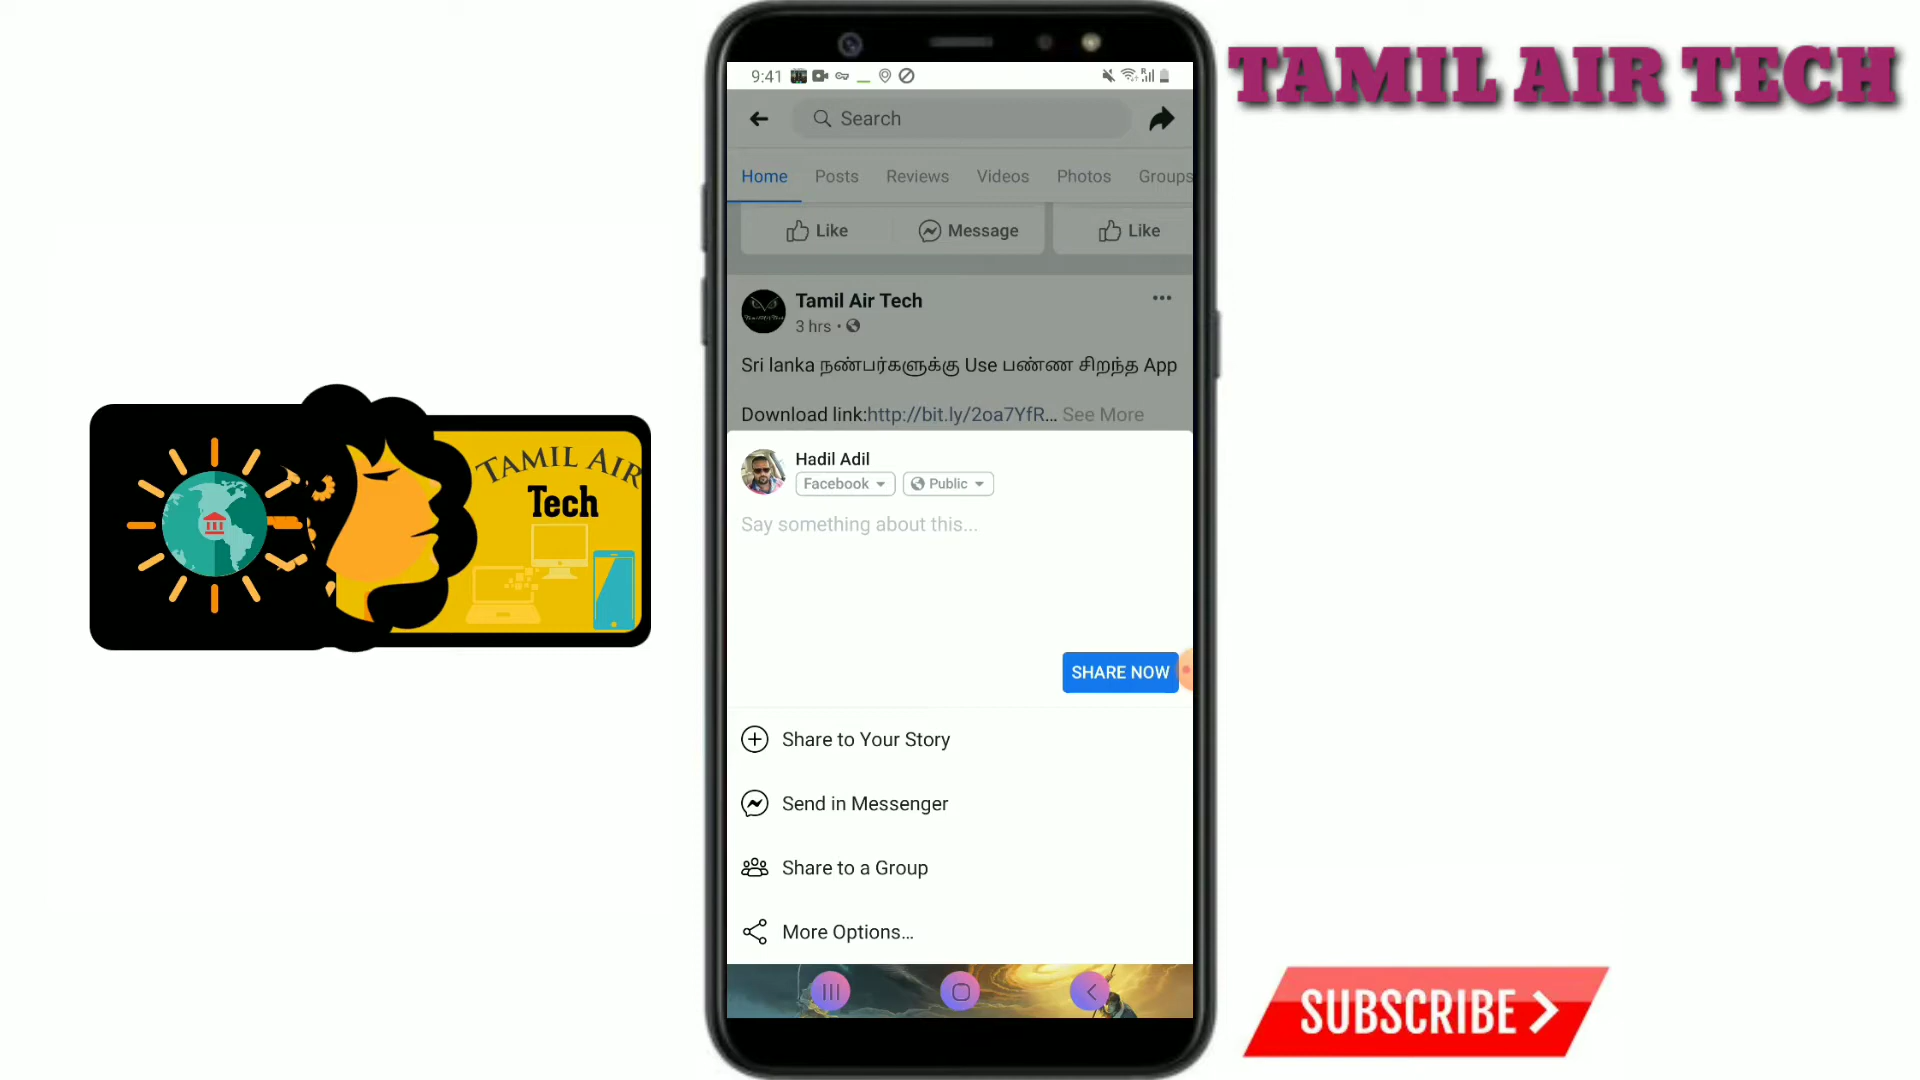 TAMIL AIR TECH
9:41
Search
Home Posts Reviews Videos Photos Groups
Like Message Like
Tamil Air Tech
3 hrs •
Sri lanka நண்பர்களுக்கு Use பண்ண சிறந்த App
Download link:http://bit.ly/2oa7YfR... See More
Hadil Adil
Facebook Public
Say something about this...
SHARE NOW
Share to Your Story
Send in Messenger
Share to a Group
More Options...
TAMIL AIR
Tech
SUBSCRIBE